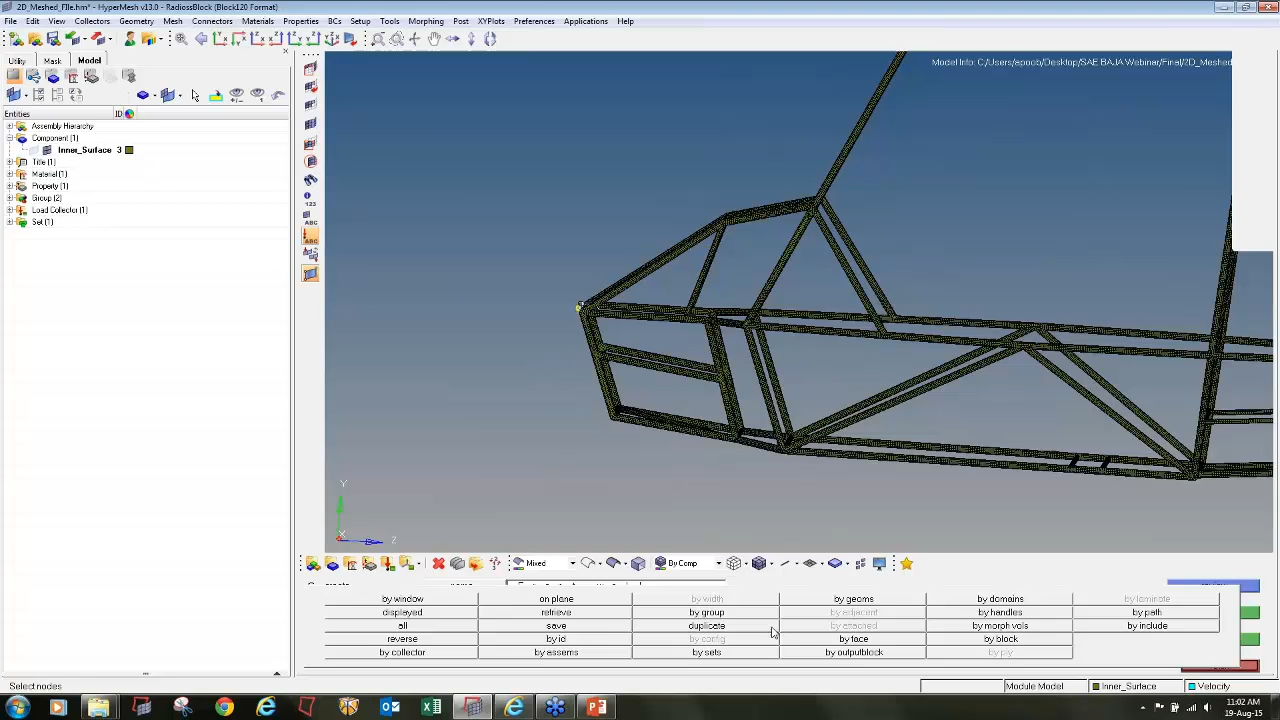 2D_Meshed_FIle.hm* - HyperMesh v13.0 - RadiossBlock (Block120 Format)
File Edit View Collectors Geometry Mesh Connectors Materials Properties BCs Setup Tools Morphing Post XYPlots Preferences Applications Help
Utility Mask Model
Model Info: C:/Users/apoob/Desktop/SAE BAJA Webinar/Final/2D_Meshed
Entities ID
Assembly Hierarchy
Component (1)
Inner_Surface 3
Title (1)
Material (1)
Property (1)
Group (2)
Load Collector (1)
Set (1)
123
ABC
ABC
Y
X
Z
Mixed
By Comp
by window on plane by width by geoms by domains by laminate
displayed retrieve by group by adjacent by handles by path
all save duplicate by attached by morph vols by include
reverse by id by config by face by block
by collector by assems by sets by outputblock by ply
Select nodes
Module Model Inner_Surface Velocity
11:02 AM
19-Aug-15